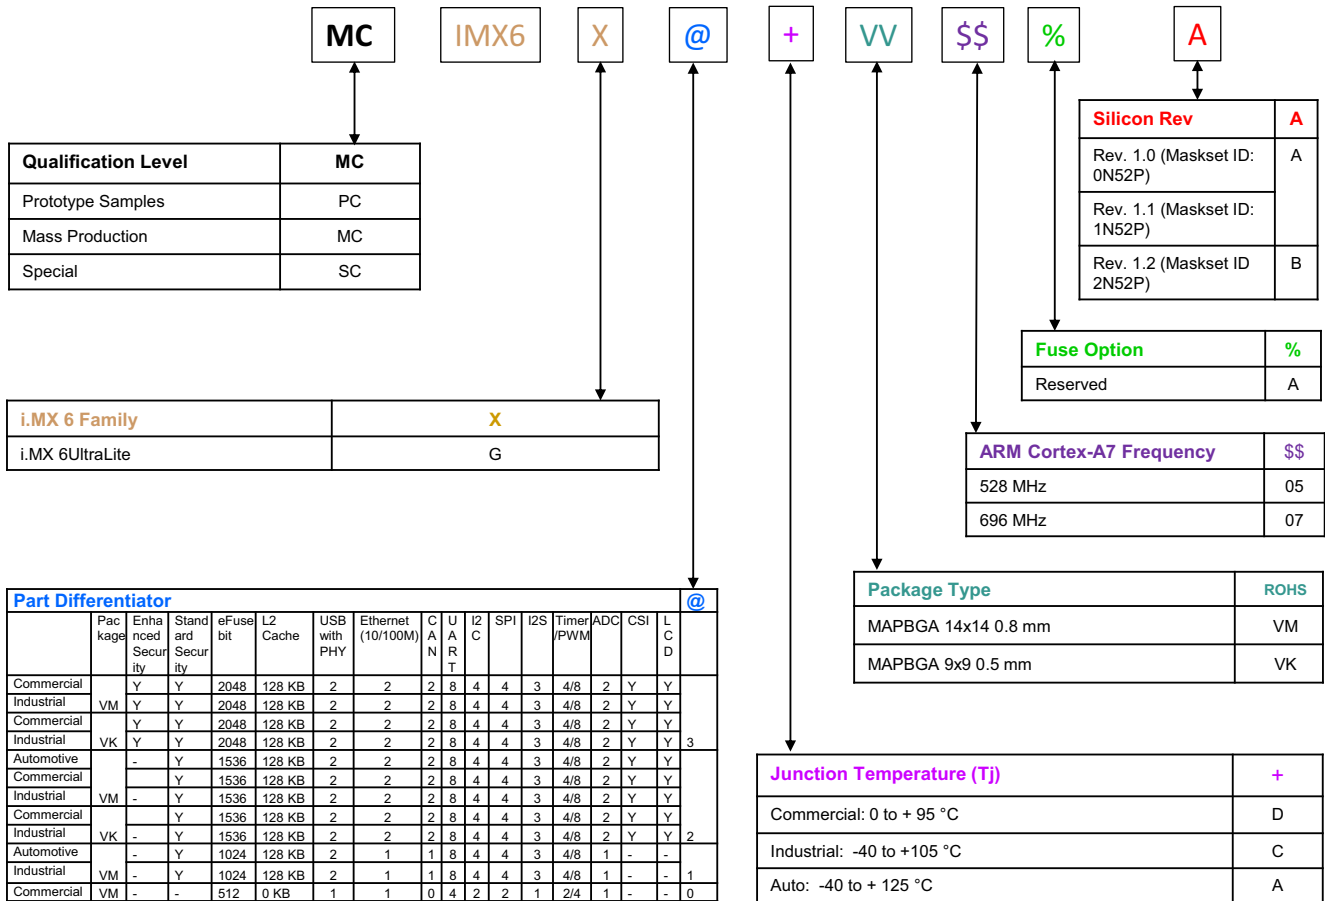 MC IMX6 X @ + VV $$ % A
Silicon Rev A
Rev. 1.0 (Maskset ID: A
0N52P)
Rev. 1.1 (Maskset ID:
1N52P)
Rev. 1.2 (Maskset ID B
2N52P)
Qualification Level MC
Prototype Samples PC
Mass Production MC
Special SC
Fuse Option %
Reserved A
i.MX 6 Family X
i.MX 6UltraLite G
ARM Cortex-A7 Frequency $$
528 MHz 05
696 MHz 07
Package Type ROHS
MAPBGA 14x14 0.8 mm VM
MAPBGA 9x9 0.5 mm VK
Part Differentiator @
Pac Enha Stand eFuse L2 USB Ethernet C U I2 SPI I2S Timer ADC CSI L
kage nced ard bit Cache with (10/100M) A A C /PWM C
Secur Secur PHY N R D
ity ity T
Commercial Y Y 2048 128 KB 2 2 2 8 4 4 3 4/8 2 Y Y
Industrial VM Y Y 2048 128 KB 2 2 2 8 4 4 3 4/8 2 Y Y
Commercial Y Y 2048 128 KB 2 2 2 8 4 4 3 4/8 2 Y Y
Industrial VK Y Y 2048 128 KB 2 2 2 8 4 4 3 4/8 2 Y Y 3
Automotive - Y 1536 128 KB 2 2 2 8 4 4 3 4/8 2 Y Y
Commercial Y 1536 128 KB 2 2 2 8 4 4 3 4/8 2 Y Y
Industrial VM - Y 1536 128 KB 2 2 2 8 4 4 3 4/8 2 Y Y
Commercial Y 1536 128 KB 2 2 2 8 4 4 3 4/8 2 Y Y
Industrial VK - Y 1536 128 KB 2 2 2 8 4 4 3 4/8 2 Y Y 2
Automotive - Y 1024 128 KB 2 1 1 8 4 4 3 4/8 1 - -
Industrial VM - Y 1024 128 KB 2 1 1 8 4 4 3 4/8 1 - - 1
Commercial VM - - 512 0 KB 1 1 0 4 2 2 1 2/4 1 - - 0
Junction Temperature (Tj) +
Commercial: 0 to + 95 °C D
Industrial: -40 to +105 °C C
Auto: -40 to + 125 °C A